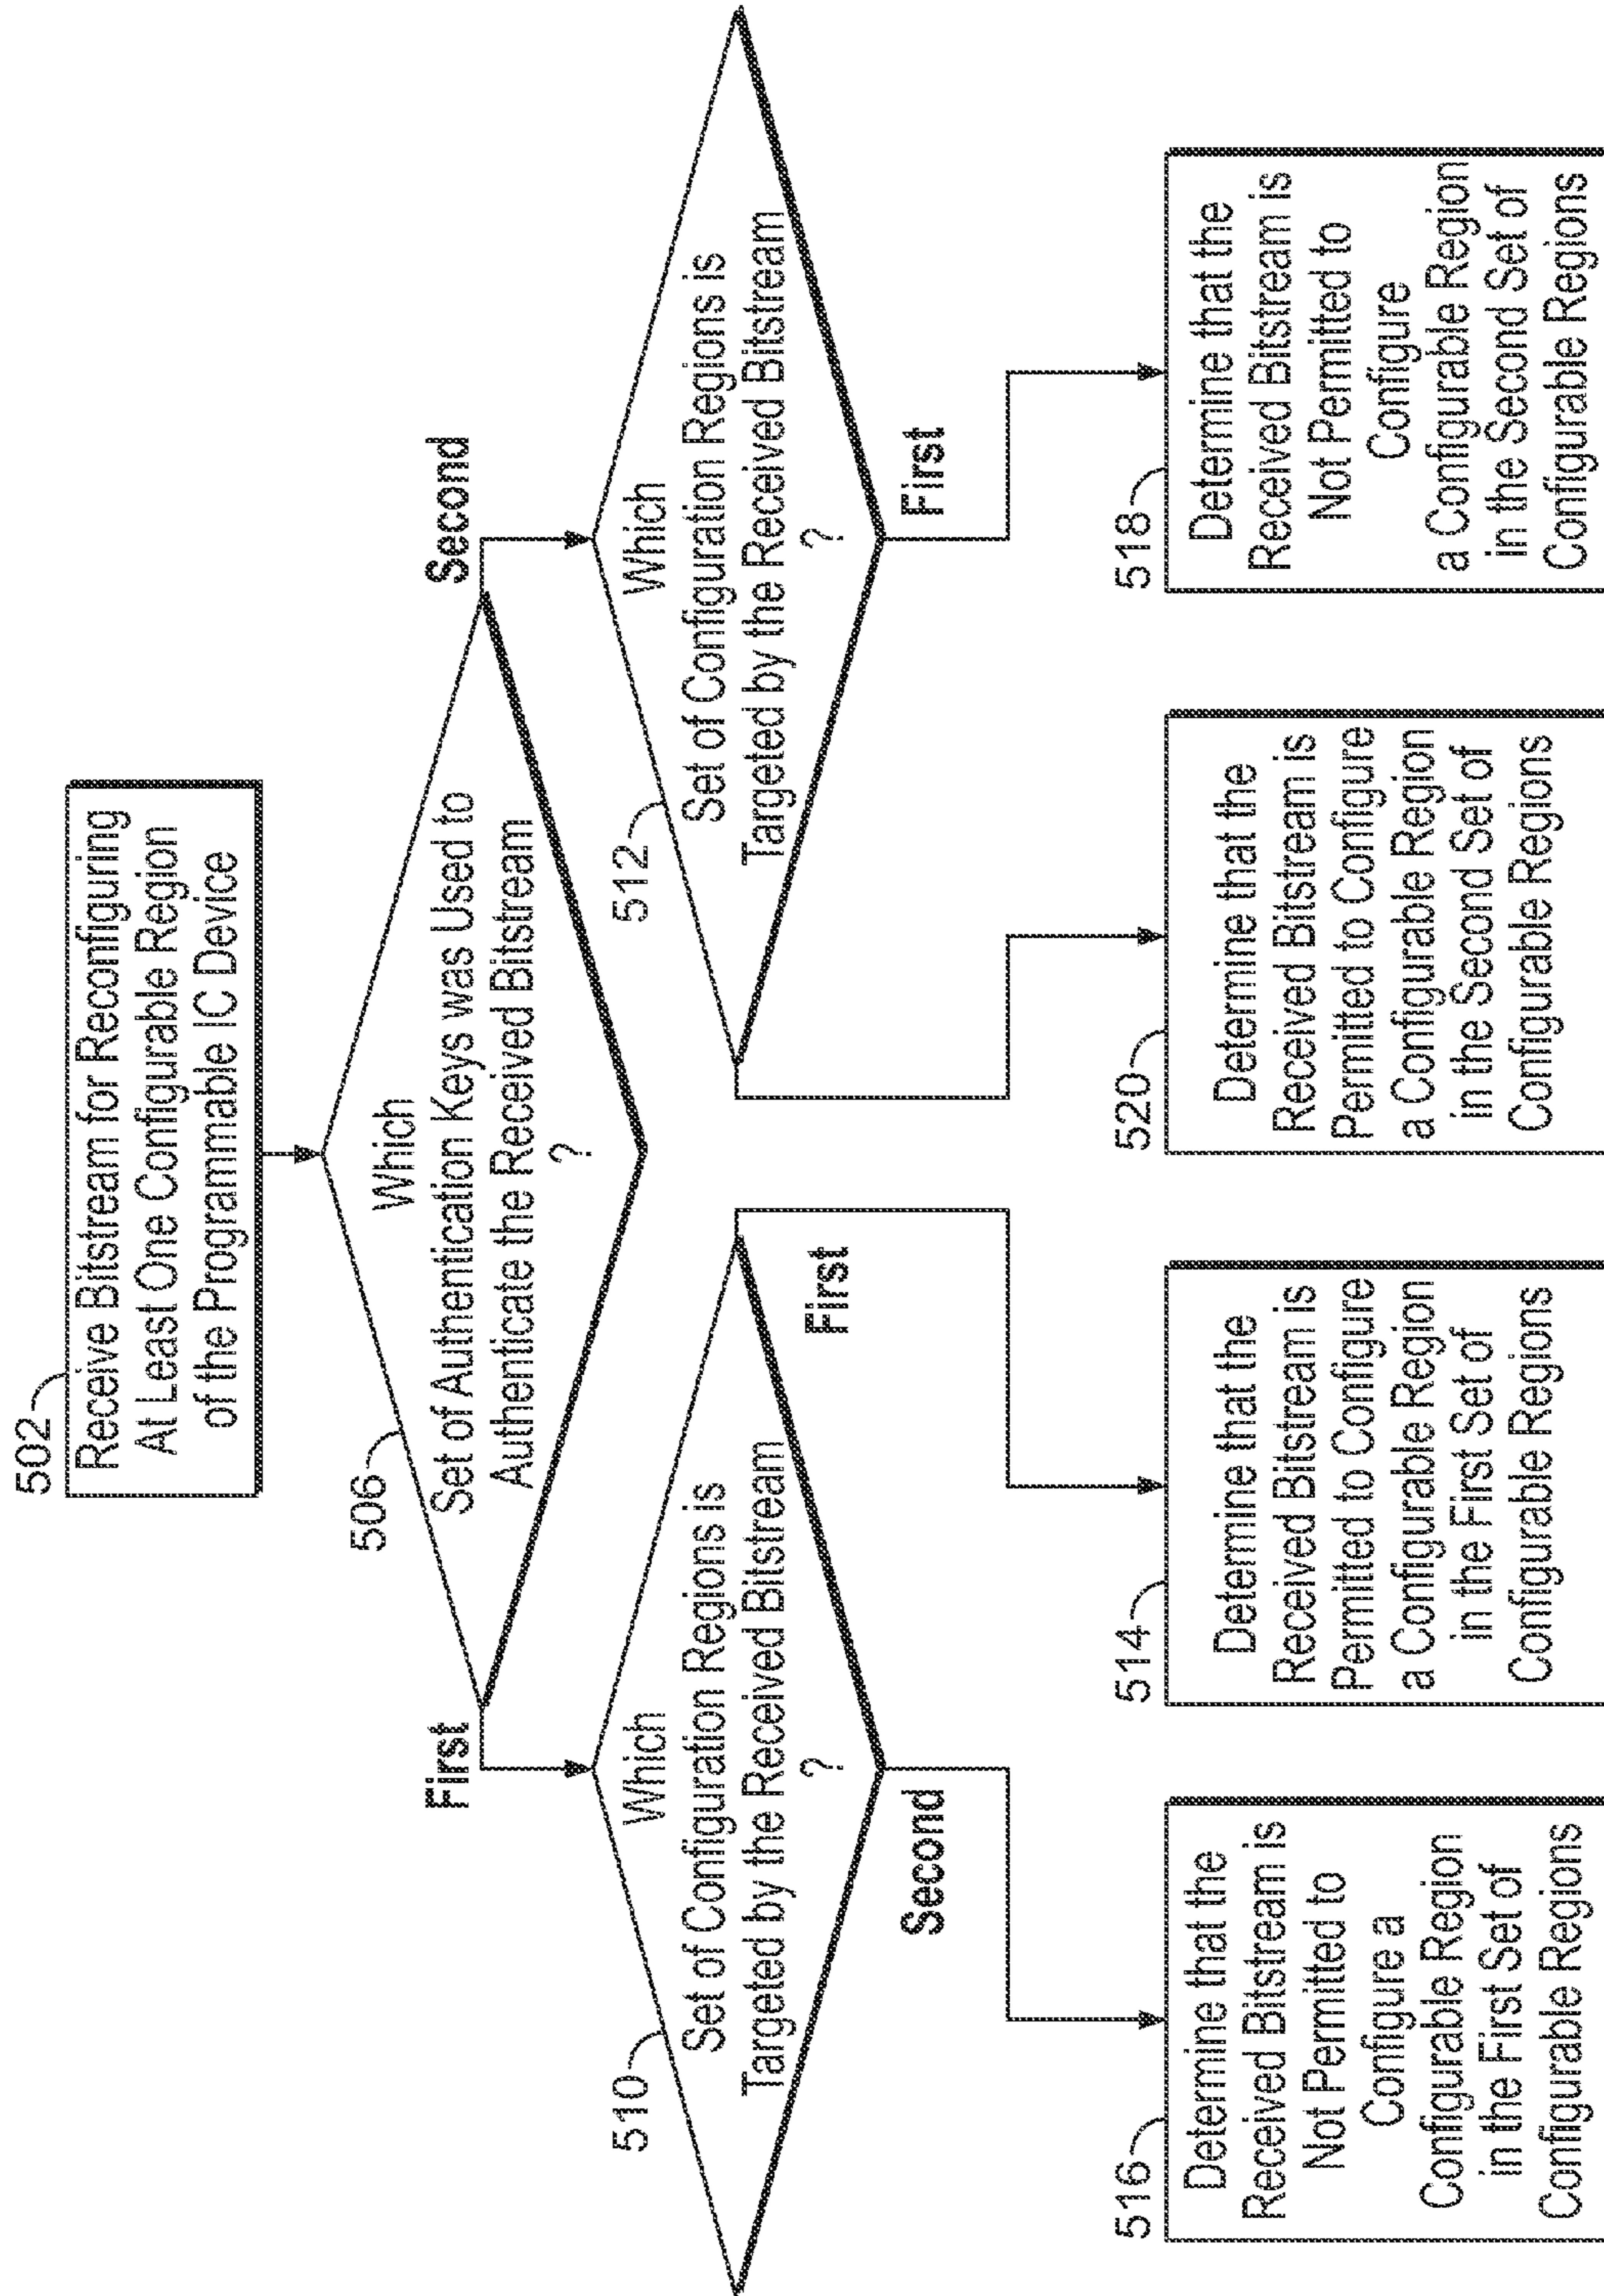 502
Receive Bitstream for Reconfiguring
At Least One Configurable Region
of the Programmable IC Device
506
Which
Set of Authentication Keys was Used to
Authenticate the Received Bitstream
?
First
Second
510
Which
Set of Configuration Regions is
Targeted by the Received Bitstream
?
First
Second
512
Which
Set of Configuration Regions is
Targeted by the Received Bitstream
?
First
516
Determine that the
Received Bitstream is
Not Permitted to
Configure a
Configurable Region
in the First Set of
Configurable Regions
514
Determine that the
Received Bitstream is
Permitted to Configure
a Configurable Region
in the First Set of
Configurable Regions
520
Determine that the
Received Bitstream is
Permitted to Configure
a Configurable Region
in the Second Set of
Configurable Regions
518
Determine that the
Received Bitstream is
Not Permitted to
Configure
a Configurable Region
in the Second Set of
Configurable Regions